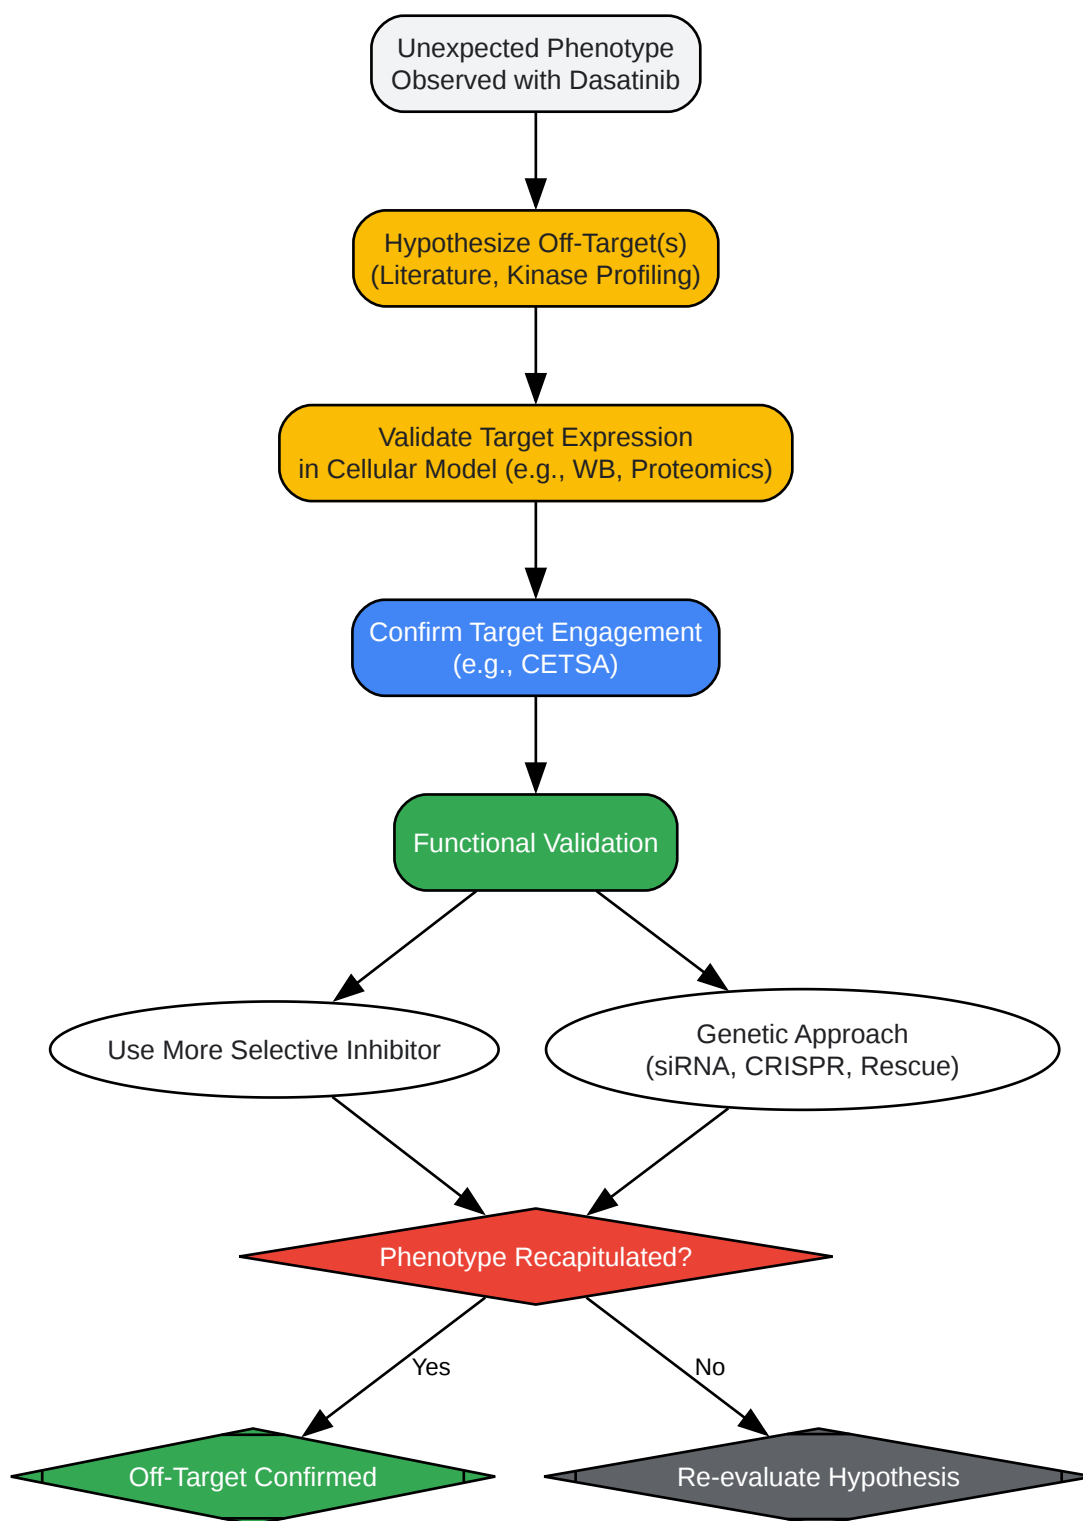 Unexpected Phenotype
Observed with Dasatinib
Hypothesize Off-Target(s)
(Literature, Kinase Profiling)
Validate Target Expression
in Cellular Model (e.g., WB, Proteomics)
Confirm Target Engagement
(e.g., CETSA)
Functional Validation
Use More Selective Inhibitor
Genetic Approach
(siRNA, CRISPR, Rescue)
Phenotype Recapitulated?
Yes
No
Off-Target Confirmed
Re-evaluate Hypothesis